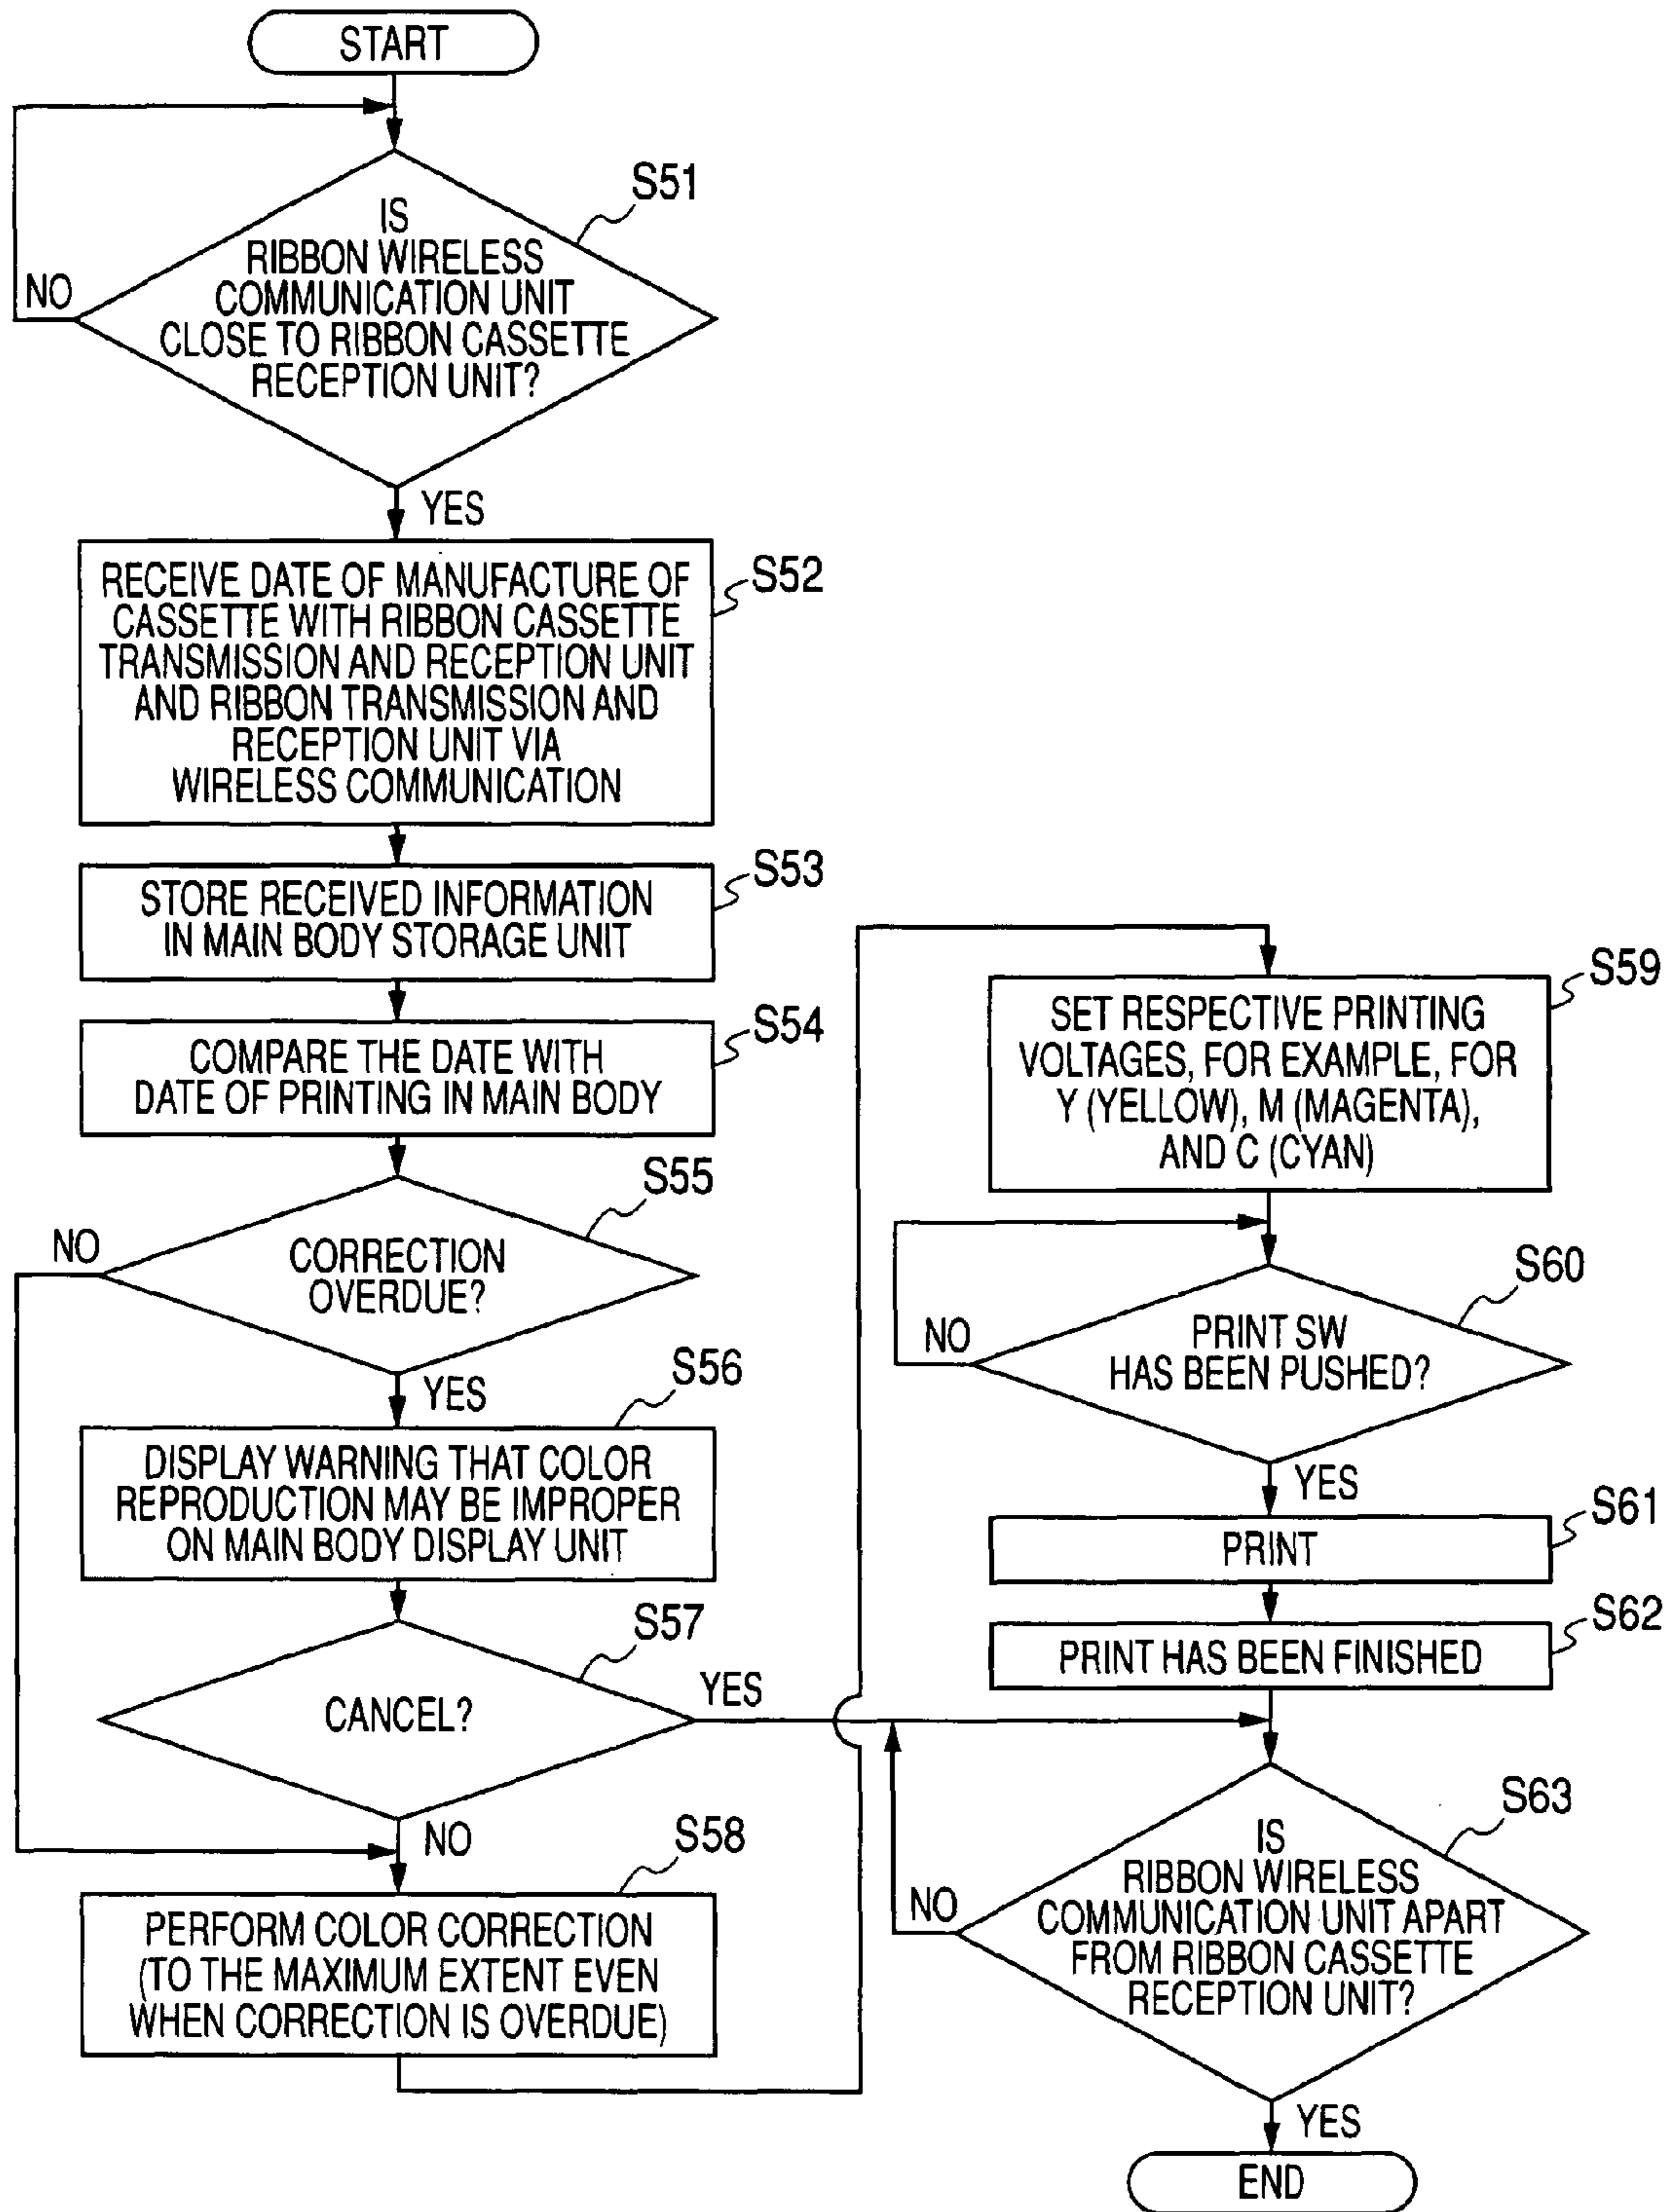 START
S51
IS
RIBBON WIRELESS
COMMUNICATION UNIT
CLOSE TO RIBBON CASSETTE
RECEPTION UNIT?
NO
YES
S52
RECEIVE DATE OF MANUFACTURE OF
CASSETTE WITH RIBBON CASSETTE
TRANSMISSION AND RECEPTION UNIT
AND RIBBON TRANSMISSION AND
RECEPTION UNIT VIA
WIRELESS COMMUNICATION
S53
STORE RECEIVED INFORMATION
IN MAIN BODY STORAGE UNIT
S54
COMPARE THE DATE WITH
DATE OF PRINTING IN MAIN BODY
S55
NO
CORRECTION
OVERDUE?
YES
S56
DISPLAY WARNING THAT COLOR
REPRODUCTION MAY BE IMPROPER
ON MAIN BODY DISPLAY UNIT
S57
CANCEL?
YES
NO
S58
PERFORM COLOR CORRECTION
(TO THE MAXIMUM EXTENT EVEN
WHEN CORRECTION IS OVERDUE)
S59
SET RESPECTIVE PRINTING
VOLTAGES, FOR EXAMPLE, FOR
Y (YELLOW), M (MAGENTA),
AND C (CYAN)
S60
NO
PRINT SW
HAS BEEN PUSHED?
YES
S61
PRINT
S62
PRINT HAS BEEN FINISHED
S63
IS
RIBBON WIRELESS
COMMUNICATION UNIT APART
FROM RIBBON CASSETTE
RECEPTION UNIT?
NO
YES
END